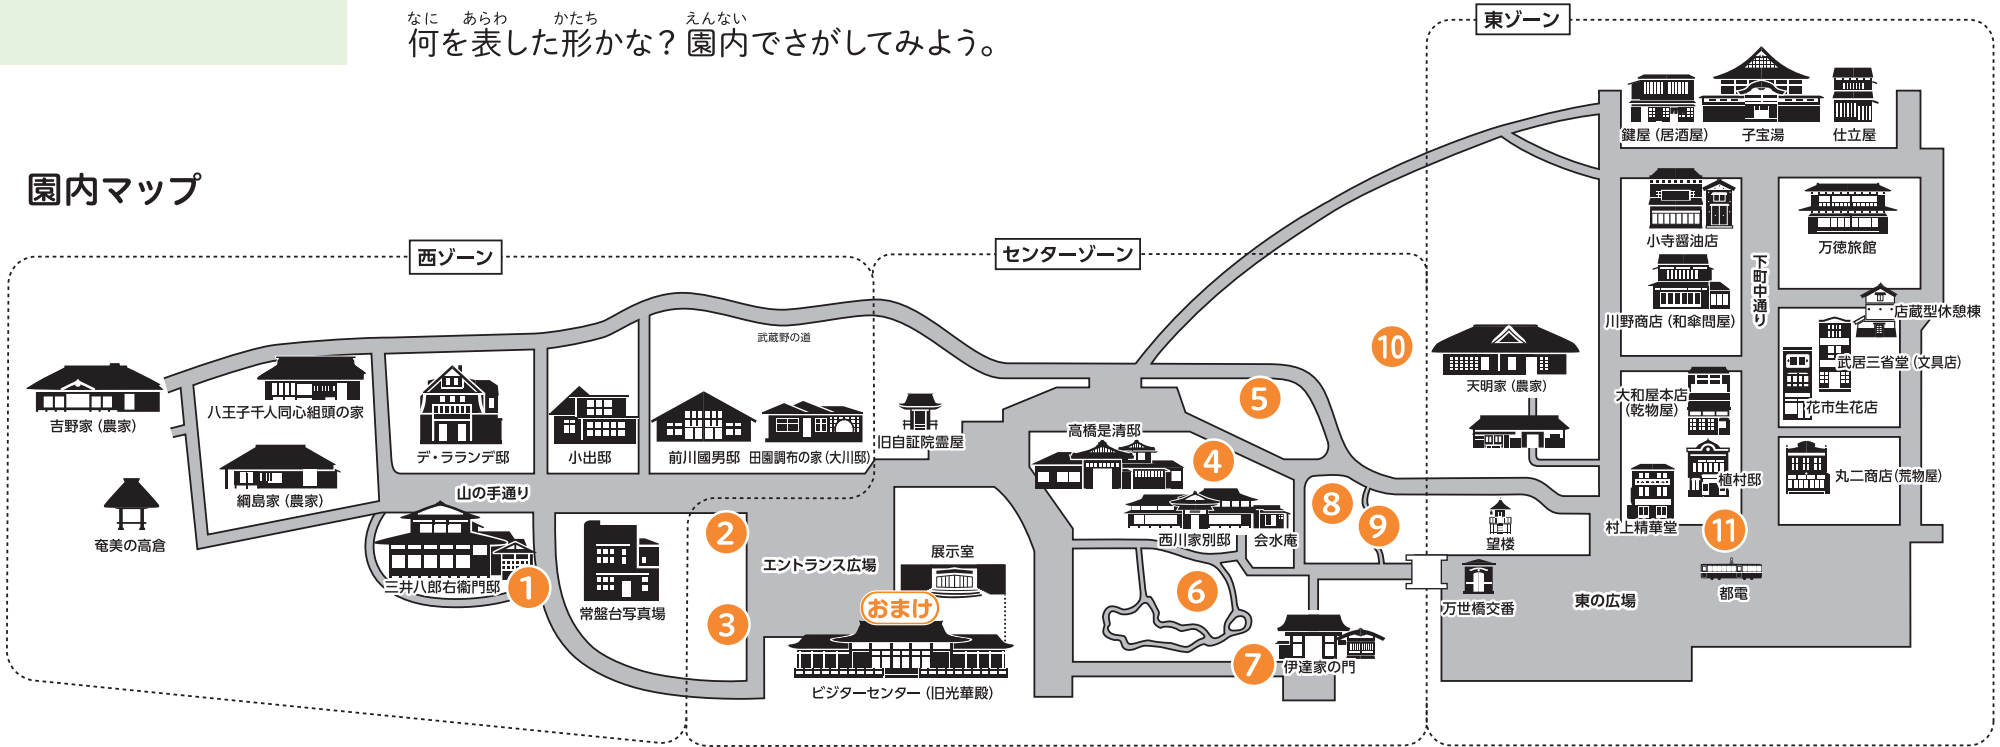 なに あらわ かたち えんない
何を表した形かな？ 園内でさがしてみよう。
園内マップ
西ゾーン
センターゾーン
東ゾーン
鍵屋（居酒屋）
子宝湯
仕立屋
小寺醤油店
万徳旅館
下町中通り
川野商店（和傘問屋）
店蔵型休憩棟
武居三省堂（文具店）
花市生花店
大和屋本店
（乾物屋）
植村邸
丸二商店（荒物屋）
村上精華堂
11
都電
東の広場
万世橋交番
望楼
天明家（農家）
10
武蔵野の道
吉野家（農家）
八王子千人同心組頭の家
綱島家（農家）
奄美の高倉
デ・ラランデ邸
小出邸
前川國男邸
田園調布の家（大川邸）
旧自証院霊屋
山の手通り
三井八郎右衞門邸
1
常盤台写真場
2
3
エントランス広場
展示室
おまけ
ビジターセンター（旧光華殿）
高橋是清邸
4
5
西川家別邸
会水庵
6
7
8
9
伊達家の門